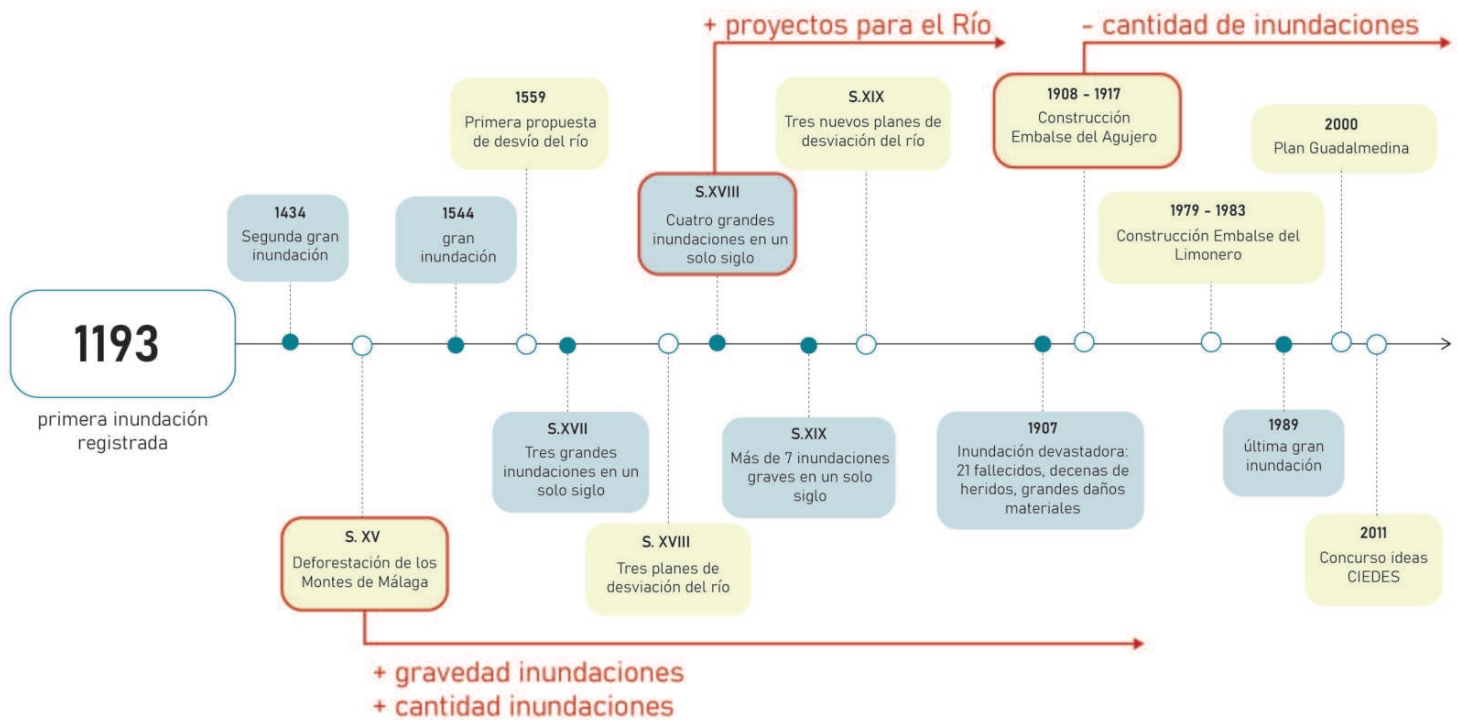 + proyectos para el Río
- cantidad de inundaciones
1559
Primera propuesta
de desvío del río
S.XIX
Tres nuevos planes de
desviación del río
1908 - 1917
Construcción
Embalse del Agujero
2000
Plan Guadalmedina
1434
Segunda gran
inundación
1544
gran
inundación
S.XVIII
Cuatro grandes
inundaciones en un
solo siglo
1979 - 1983
Construcción Embalse del
Limonero
1193
primera inundación
registrada
S.XVII
Tres grandes
inundaciones en un
solo siglo
S.XIX
Más de 7 inundaciones
graves en un solo
siglo
1907
Inundación devastadora:
21 fallecidos, decenas de
heridos, grandes daños
materiales
1989
última gran
inundación
S. XV
Deforestación de los
Montes de Málaga
S. XVIII
Tres planes de
desviación del río
2011
Concurso ideas
CIEDES
+ gravedad inundaciones
+ cantidad inundaciones